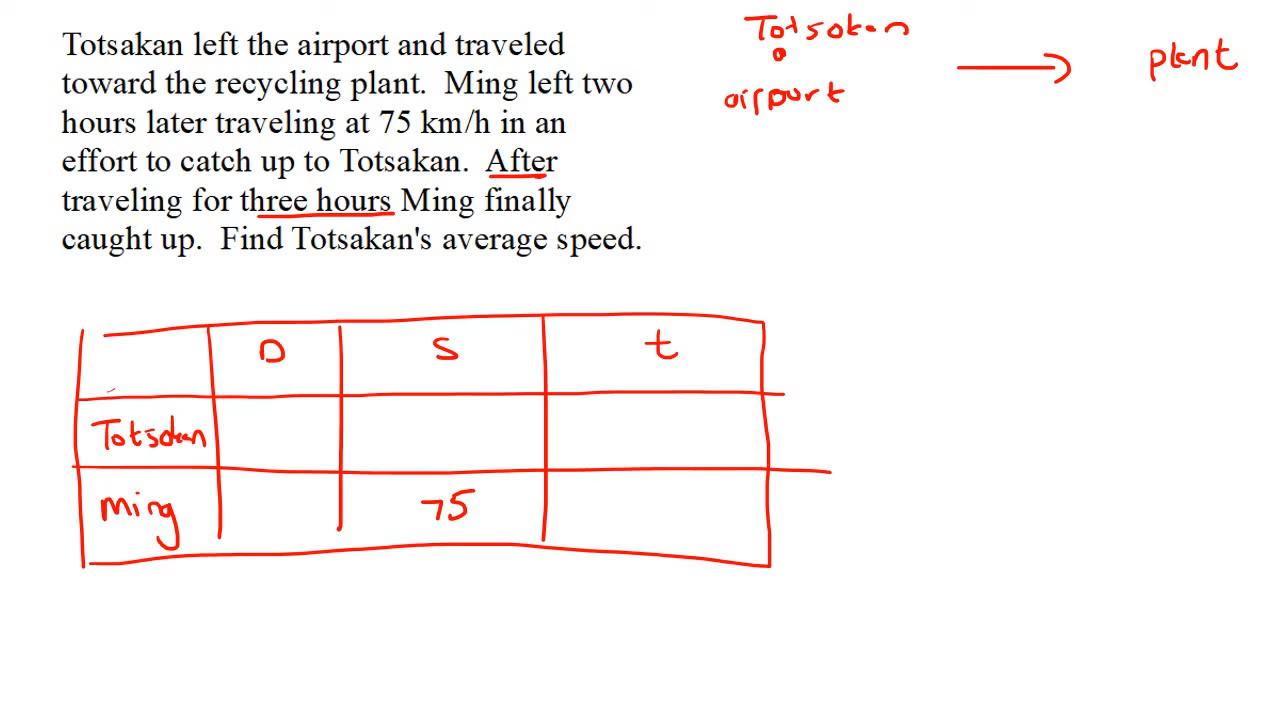 Totsakan left the airport and traveled
toward the recycling plant.  Ming left two
hours later traveling at 75 km/h in an
effort to catch up to Totsakan.  After
traveling for three hours Ming finally
caught up.  Find Totsakan's average speed.
Totsakan
airport
plant
D S t
Totsakan
Ming 75